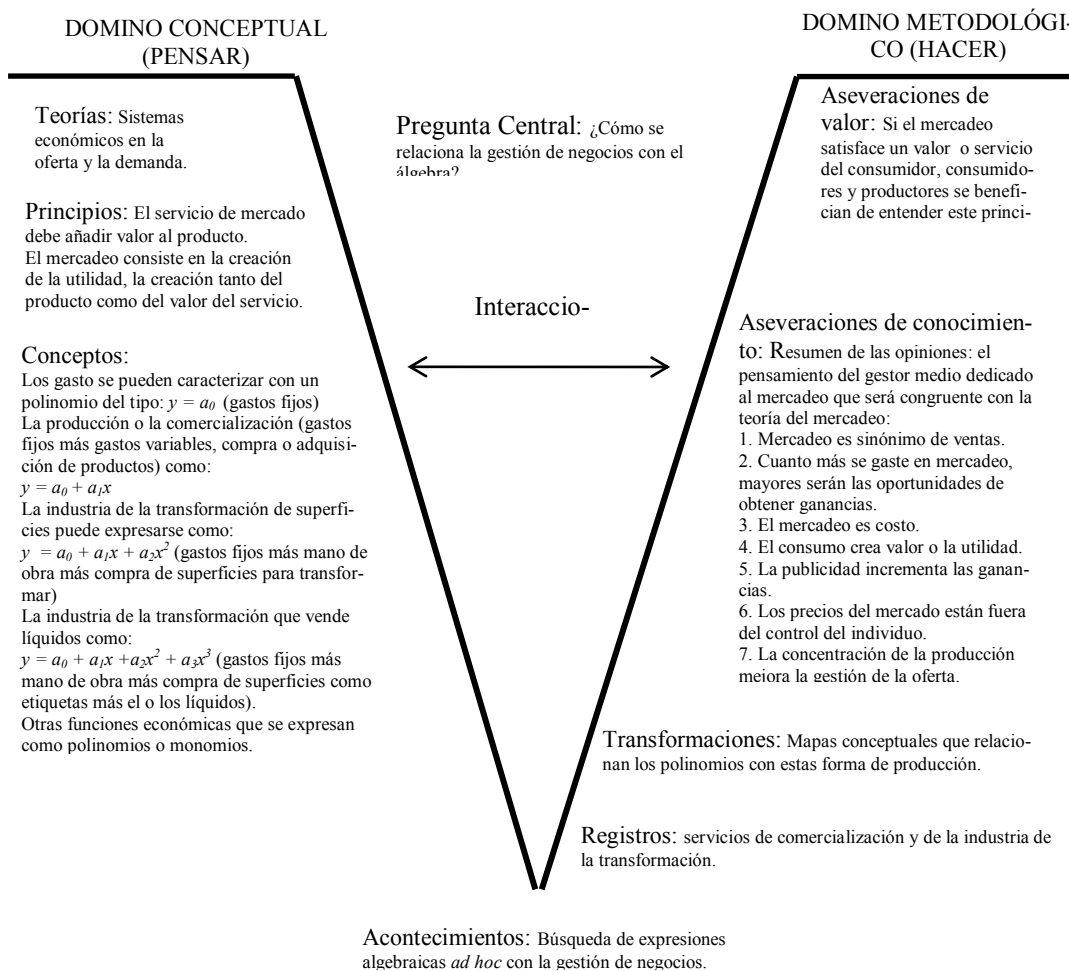 DOMINO CONCEPTUAL
(PENSAR)
Teorías: Sistemas
económicos en la
oferta y la demanda.
Principios: El servicio de mercado
debe añadir valor al producto.
El mercadeo consiste en la creación
de la utilidad, la creación tanto del
producto como del valor del servicio.
Conceptos:
Los gasto se pueden caracterizar con un
polinomio del tipo: y = a₀ (gastos fijos)
La producción o la comercialización (gastos
fijos más gastos variables, compra o adquisi-
ción de productos) como:
y = a₀ + a₁x
La industria de la transformación de superfi-
cies puede expresarse como:
y = a₀ + a₁x + a₂x² (gastos fijos más mano de
obra más compra de superficies para transfor-
mar)
La industria de la transformación que vende
líquidos como:
y = a₀ + a₁x +a₂x² + a₃x³ (gastos fijos más
mano de obra más compra de superficies como
etiquetas más el o los líquidos).
Otras funciones económicas que se expresan
como polinomios o monomios.
Pregunta Central: ¿Cómo se
relaciona la gestión de negocios con el
álgebra?
Interaccio-
DOMINO METODOLÓGI-
CO (HACER)
Aseveraciones de
valor: Si el mercadeo
satisface un valor o servicio
del consumidor, consumido-
res y productores se benefi-
cian de entender este princi-
Aseveraciones de conocimien-
to: Resumen de las opiniones: el
pensamiento del gestor medio dedicado
al mercadeo que será congruente con la
teoría del mercadeo:
1. Mercadeo es sinónimo de ventas.
2. Cuanto más se gaste en mercadeo,
mayores serán las oportunidades de
obtener ganancias.
3. El mercadeo es costo.
4. El consumo crea valor o la utilidad.
5. La publicidad incrementa las ganan-
cias.
6. Los precios del mercado están fuera
del control del individuo.
7. La concentración de la producción
mejora la gestión de la oferta.
Transformaciones: Mapas conceptuales que relacio-
nan los polinomios con estas forma de producción.
Registros: servicios de comercialización y de la industria de
la transformación.
Acontecimientos: Búsqueda de expresiones
algebraicas ad hoc con la gestión de negocios.